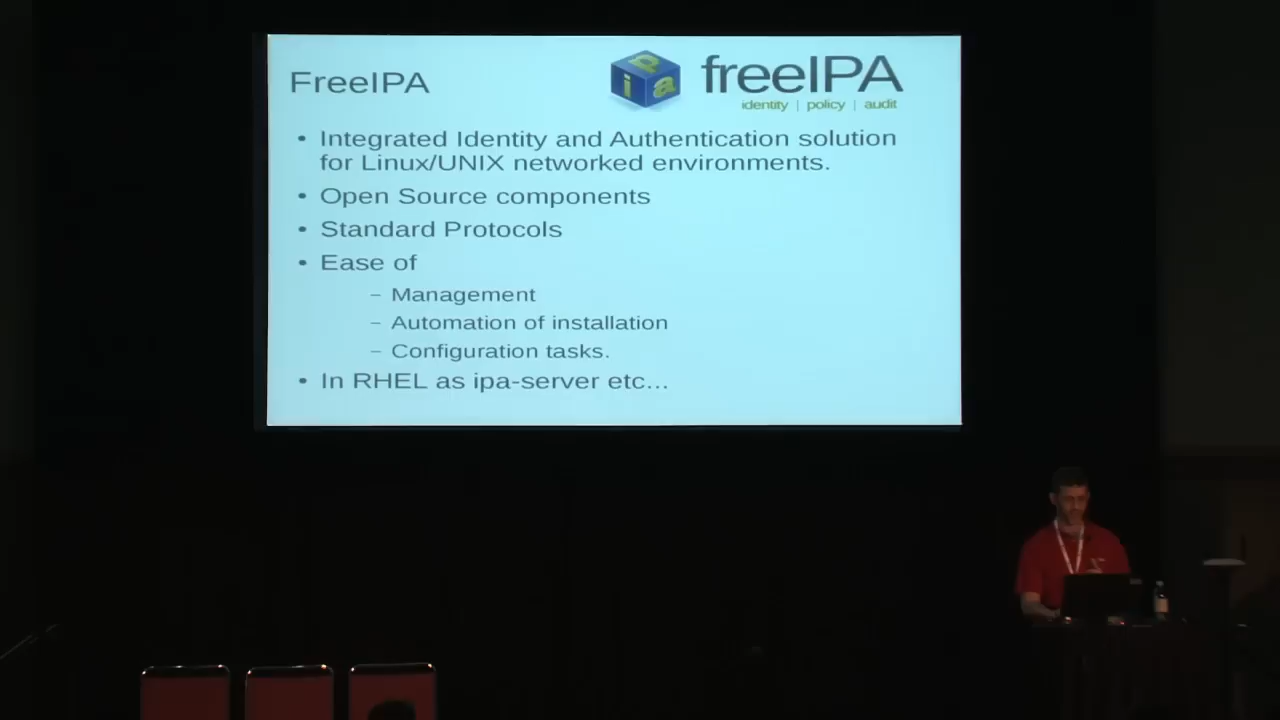 FreeIPA
ipa
freeIPA
identity | policy | audit
• Integrated Identity and Authentication solution
for Linux/UNIX networked environments.
• Open Source components
• Standard Protocols
• Ease of
– Management
– Automation of installation
– Configuration tasks.
• In RHEL as ipa-server etc...